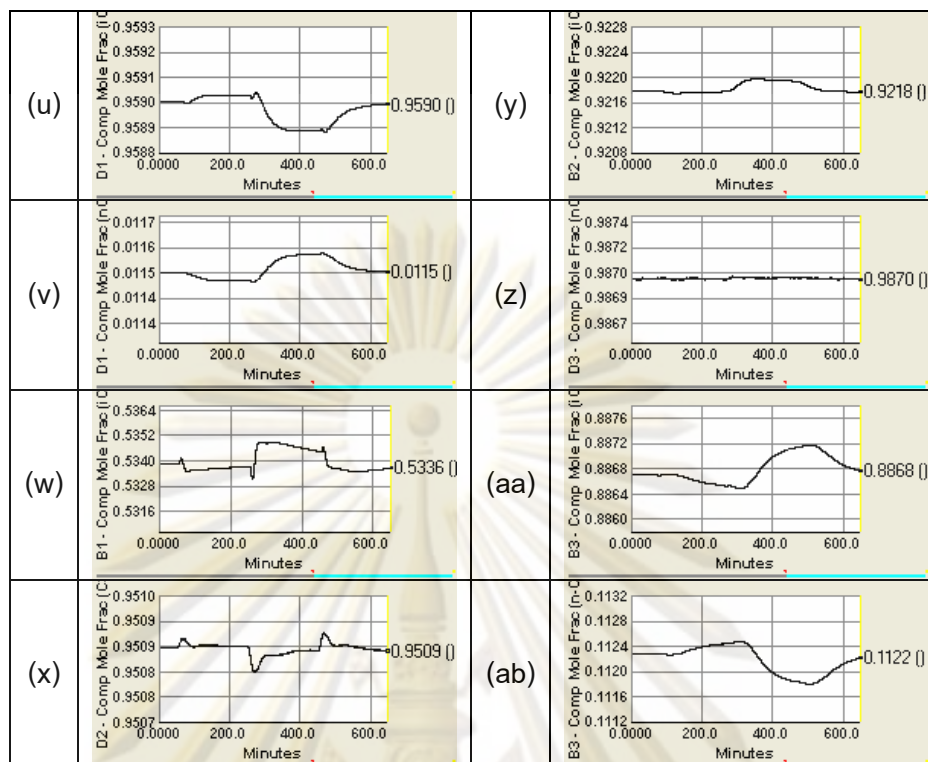 (u)
D1 - Comp Mole Frac (i-C
0.9593
0.9592
0.9591
0.9590
0.9589
0.9588
0.0000 200.0 400.0 600.0
Minutes
0.9590 ()
(y)
B2 - Comp Mole Frac (i-C
0.9228
0.9224
0.9220
0.9216
0.9212
0.9208
0.0000 200.0 400.0 600.0
Minutes
0.9218 ()
(v)
D1 - Comp Mole Frac (n-C
0.0117
0.0116
0.0115
0.0114
0.0114
0.0000 200.0 400.0 600.0
Minutes
0.0115 ()
(z)
D3 - Comp Mole Frac (i-C
0.9874
0.9872
0.9870
0.9869
0.9867
0.0000 200.0 400.0 600.0
Minutes
0.9870 ()
(w)
B1 - Comp Mole Frac (i-C
0.5364
0.5352
0.5340
0.5328
0.5316
0.0000 200.0 400.0 600.0
Minutes
0.5336 ()
(aa)
B3 - Comp Mole Frac (i-C
0.8876
0.8872
0.8868
0.8864
0.8860
0.0000 200.0 400.0 600.0
Minutes
0.8868 ()
(x)
D2 - Comp Mole Frac (C
0.9510
0.9509
0.9509
0.9508
0.9508
0.9507
0.0000 200.0 400.0 600.0
Minutes
0.9509 ()
(ab)
B3 - Comp Mole Frac (n-C
0.1132
0.1124
0.1120
0.1116
0.1112
0.0000 200.0 400.0 600.0
Minutes
0.1122 ()